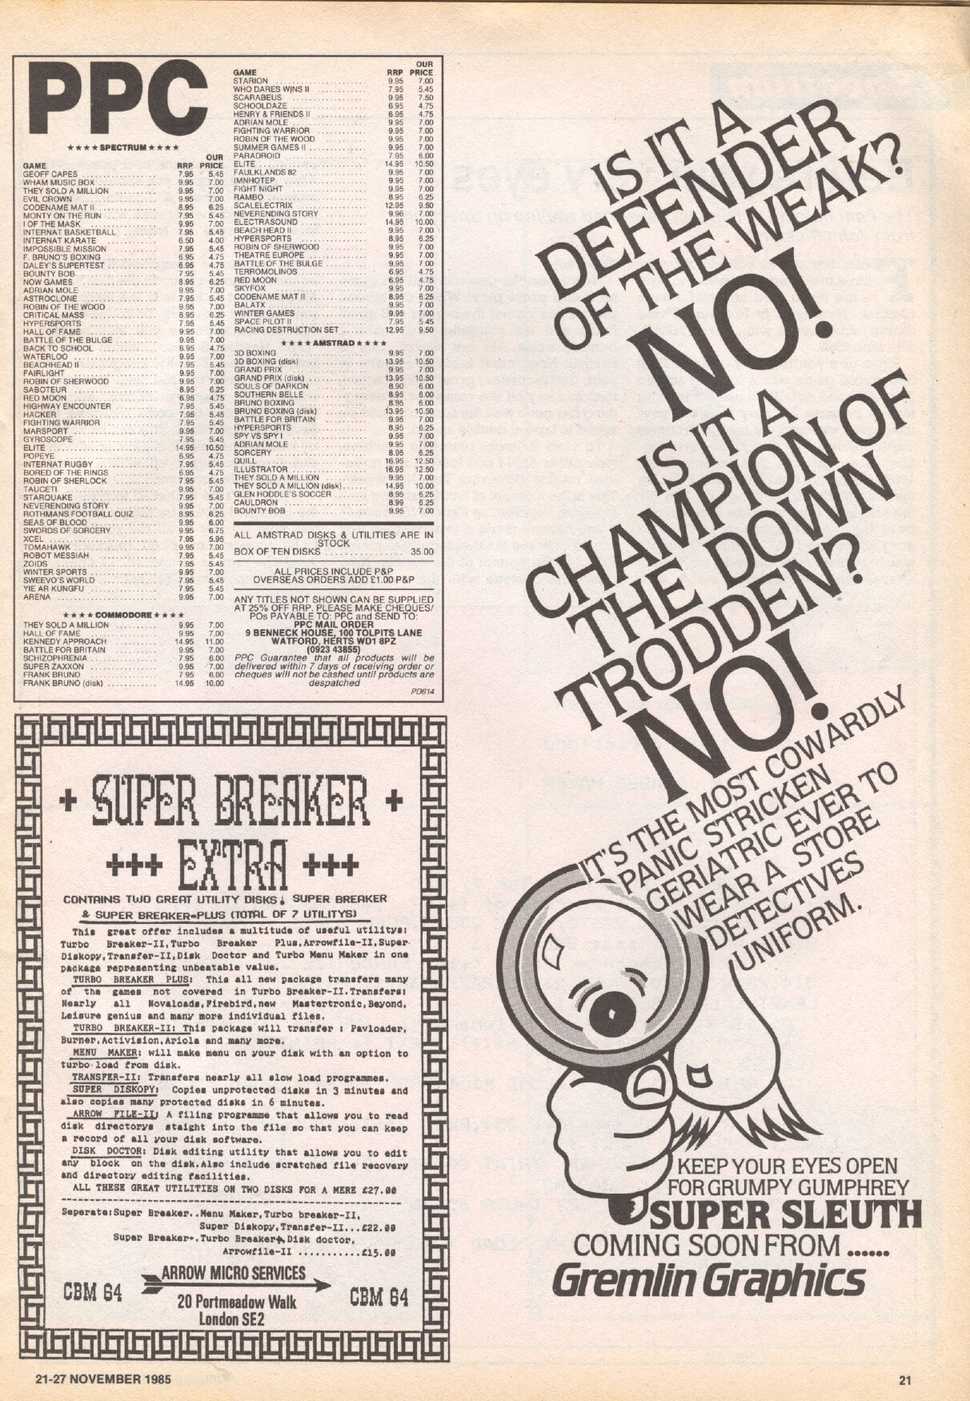 PPC
★★★★SPECTRUM★★★★
OUR
GAME RRP PRICE
GEOFF CAPES 7.95 5.45
WHAM MUSIC BOX 9.95 7.00
THEY SOLD A MILLION 9.95 7.00
EVIL CROWN 9.95 7.00
CODENAME MAT II 8.95 6.25
MONTY ON THE RUN 7.95 5.45
I OF THE MASK 9.95 7.00
INTERNAT BASKETBALL 7.95 5.45
INTERNAT KARATE 6.50 4.00
IMPOSSIBLE MISSION 7.95 5.45
F. BRUNO'S BOXING 6.95 4.75
DALEY'S SUPERTEST 6.95 4.75
BOUNTY BOB 7.95 5.45
NOW GAMES 8.95 6.25
ADRIAN MOLE 9.95 7.00
ASTROCLONE 7.95 5.45
ROBIN OF THE WOOD 9.95 7.00
CRITICAL MASS 8.95 6.25
HYPERSPORTS 7.95 5.45
HALL OF FAME 9.95 7.00
BATTLE OF THE BULGE 9.95 7.00
BACK TO SCHOOL 6.95 4.75
WATERLOO 9.95 7.00
BEACHHEAD II 7.95 5.45
FAIRLIGHT 9.95 7.00
ROBIN OF SHERWOOD 9.95 7.00
SABOTEUR 8.95 6.25
RED MOON 6.95 4.75
HIGHWAY ENCOUNTER 7.95 5.45
HACKER 7.95 5.45
FIGHTING WARRIOR 7.95 5.45
MARSPORT 9.95 7.00
GYROSCOPE 7.95 5.45
ELITE 14.95 10.50
POPEYE 6.95 4.75
INTERNAT RUGBY 7.95 5.45
BORED OF THE RINGS 6.95 4.75
ROBIN OF SHERLOCK 7.95 5.45
TAUCETI 9.95 7.00
STARQUAKE 7.95 5.45
NEVERENDING STORY 9.95 7.00
ROTHMANS FOOTBALL QUIZ 8.95 6.25
SEAS OF BLOOD 9.95 6.00
SWORDS OF SORCERY 9.95 6.75
XCEL 7.95 5.95
TOMAHAWK 9.95 7.00
ROBOT MESSIAH 7.95 5.45
ZOIDS 7.95 5.45
WINTER SPORTS 9.95 7.00
SWEEVO'S WORLD 7.95 5.45
YIE AR KUNGFU 7.95 5.45
ARENA 9.95 7.00
★★★★COMMODORE★★★★
THEY SOLD A MILLION 9.95 7.00
HALL OF FAME 9.95 7.00
KENNEDY APPROACH 14.95 11.00
BATTLE FOR BRITAIN 9.95 7.00
SCHIZOPHRENIA 7.95 6.00
SUPER ZAXXON 9.95 7.00
FRANK BRUNO 7.95 6.00
FRANK BRUNO (disk) 14.95 10.00
OUR
GAME RRP PRICE
STARION 9.95 7.00
WHO DARES WINS II 7.95 5.45
SCARABEUS 9.95 7.50
SCHOOLDAZE 6.95 4.75
HENRY & FRIENDS II 6.95 4.75
ADRIAN MOLE 9.95 7.00
FIGHTING WARRIOR 9.95 7.00
ROBIN OF THE WOOD 9.95 7.00
SUMMER GAMES II 9.95 7.00
PARADROID 7.95 6.00
ELITE 14.95 10.50
FAULKLANDS 82 9.95 7.00
IMNHOTEP 9.95 7.00
FIGHT NIGHT 9.95 7.00
RAMBO 8.95 6.25
SCALELECTRIX 12.95 9.50
NEVERENDING STORY 9.96 7.00
ELECTRASOUND 14.95 10.00
BEACH HEAD II 9.95 7.00
HYPERSPORTS 8.95 6.25
ROBIN OF SHERWOOD 9.95 7.00
THEATRE EUROPE 9.95 7.00
BATTLE OF THE BULGE 9.95 7.00
TERROMOLINOS 6.95 4.75
RED MOON 6.95 4.75
SKYFOX 9.95 7.00
CODENAME MAT II 8.95 6.25
BALATX 9.95 7.00
WINTER GAMES 9.95 7.00
SPACE PILOT II 7.95 5.45
RACING DESTRUCTION SET 12.95 9.50
★★★★AMSTRAD★★★★
3D BOXING 9.95 7.00
3D BOXING (disk) 13.95 10.50
GRAND PRIX 9.95 7.00
GRAND PRIX (disk) 13.95 10.50
SOULS OF DARKON 8.90 6.00
SOUTHERN BELLE 8.95 6.00
BRUNO BOXING 8.95 6.00
BRUNO BOXING (disk) 13.95 10.50
BATTLE FOR BRITAIN 9.95 7.00
HYPERSPORTS 8.95 6.25
SPY VS SPY I 9.95 7.00
ADRIAN MOLE 9.95 7.00
SORCERY 8.95 6.25
QUILL 16.95 12.50
ILLUSTRATOR 16.95 12.50
THEY SOLD A MILLION 9.95 7.00
THEY SOLD A MILLION (disk) 14.95 10.00
GLEN HODDLE'S SOCCER 8.95 6.25
CAULDRON 8.99 6.25
BOUNTY BOB 9.95 7.00
ALL AMSTRAD DISKS & UTILITIES ARE IN
STOCK
BOX OF TEN DISKS 35.00
ALL PRICES INCLUDE P&P
OVERSEAS ORDERS ADD £1.00 P&P
ANY TITLES NOT SHOWN CAN BE SUPPLIED
AT 25% OFF RRP. PLEASE MAKE CHEQUES/
POs PAYABLE TO: PPC and SEND TO:
PPC MAIL ORDER
9 BENNECK HOUSE, 100 TOLPITS LANE
WATFORD, HERTS WD1 8PZ
(0923 43855)
PPC Guarantee that all products will be
delivered within 7 days of receiving order or
cheques will not be cashed until products are
despatched
PD614
+ SUPER BREAKER +
+++ EXTRA +++
CONTAINS TWO GREAT UTILITY DISKS, SUPER BREAKER
& SUPER BREAKER-PLUS (TOTAL OF 7 UTILITYS)
This great offer includes a multitude of useful utilitys:
Turbo Breaker-II,Turbo Breaker Plus,Arrowfile-II,Super
Diskopy,Transfer-II,Disk Doctor and Turbo Menu Maker in one
package representing unbeatable value.
TURBO BREAKER PLUS: This all new package transfers many
of the games not covered in Turbo Breaker-II.Transfers:
Nearly all Novaloads,Firebird,new Mastertronic,Beyond,
Leisure genius and many more individual files.
TURBO BREAKER-II: This package will transfer : Pavloader,
Burner,Activision,Ariola and many more.
MENU MAKER: will make menu on your disk with an option to
turbo load from disk.
TRANSFER-II: Transfers nearly all slow load programmes.
SUPER DISKOPY: Copies unprotected disks in 3 minutes and
also copies many protected disks in 6 minutes.
ARROW FILE-II: A filing programme that allows you to read
disk directorys staight into the file so that you can keep
a record of all your disk software.
DISK DOCTOR: Disk editing utility that allows you to edit
any block on the disk.Also include scratched file recovery
and directory editing facilities.
ALL THESE GREAT UTILITIES ON TWO DISKS FOR A MERE £27.00
Seperate:Super Breaker..Menu Maker,Turbo breaker-II,
Super Diskopy,Transfer-II...£22.00
Super Breaker+.Turbo Breaker+,Disk doctor,
Arrowfile-II ...........£15.00
CBM 64
ARROW MICRO SERVICES
20 Portmeadow Walk
London SE2
CBM 64
IS IT A
DEFENDER
OF THE WEAK?
NO!
IS IT A
CHAMPION OF
THE DOWN
TRODDEN?
NO!
IT'S THE MOST COWARDLY
PANIC STRICKEN
GERIATRIC EVER TO
WEAR A STORE
DETECTIVES
UNIFORM.
KEEP YOUR EYES OPEN
FOR GRUMPY GUMPHREY
SUPER SLEUTH
COMING SOON FROM ......
Gremlin Graphics
21-27 NOVEMBER 1985
21